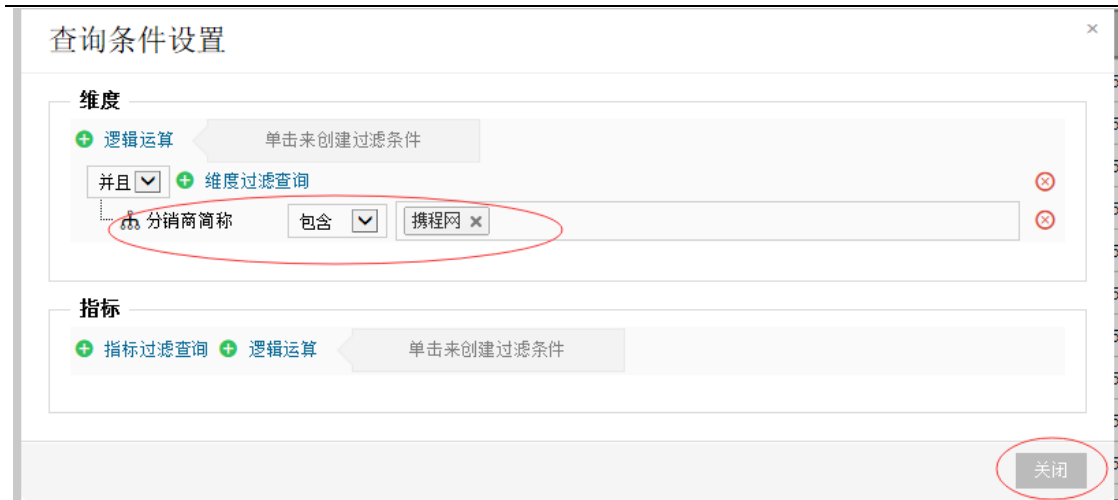 查询条件设置 ×
维度
逻辑运算 单击来创建过滤条件
并且 维度过滤查询
分销商简称 包含 携程网 ×
指标
指标过滤查询 逻辑运算 单击来创建过滤条件
关闭